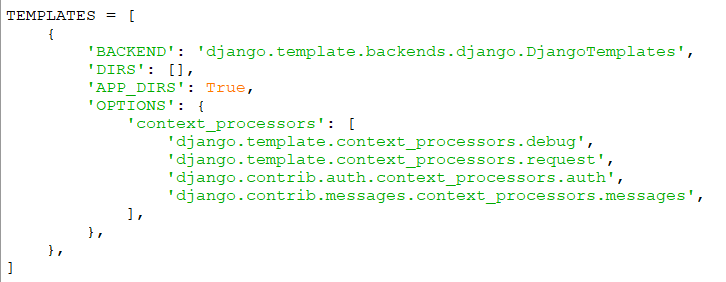 TEMPLATES = [
    {
        'BACKEND': 'django.template.backends.django.DjangoTemplates',
        'DIRS': [],
        'APP_DIRS': True,
        'OPTIONS': {
            'context_processors': [
                'django.template.context_processors.debug',
                'django.template.context_processors.request',
                'django.contrib.auth.context_processors.auth',
                'django.contrib.messages.context_processors.messages',
            ],
        },
    },
]